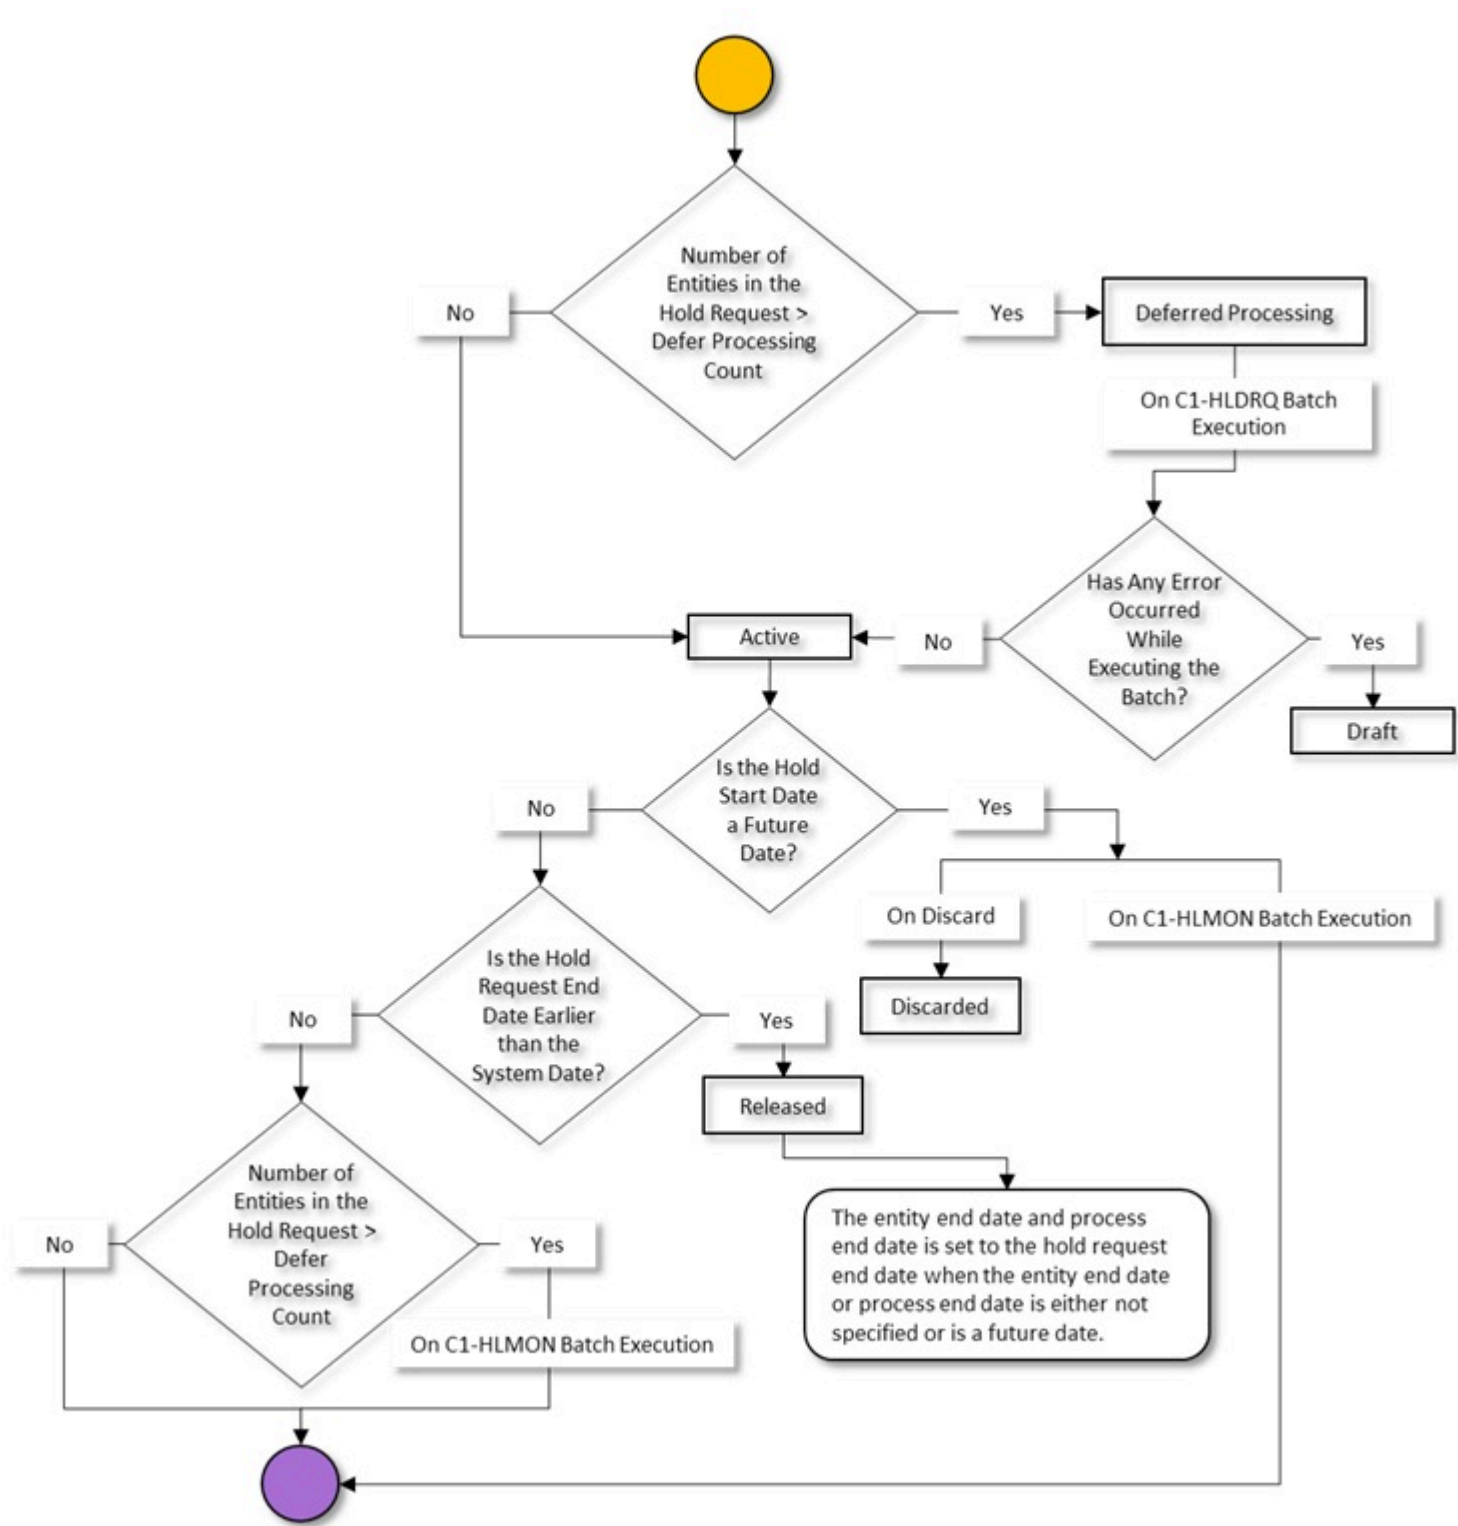 Number of
Entities in the
Hold Request >
Defer Processing
Count
No
Yes
Deferred Processing
On C1-HLDRQ Batch
Execution
Has Any Error
Occurred
While
Executing the
Batch?
Active
No
Yes
Draft
Is the Hold
Start Date
a Future
Date?
No
Yes
On Discard
On C1-HLMON Batch Execution
Discarded
Is the Hold
Request End
Date Earlier
than the
System Date?
No
Yes
Released
The entity end date and process
end date is set to the hold request
end date when the entity end date
or process end date is either not
specified or is a future date.
Number of
Entities in the
Hold Request >
Defer
Processing
Count
No
Yes
On C1-HLMON Batch Execution